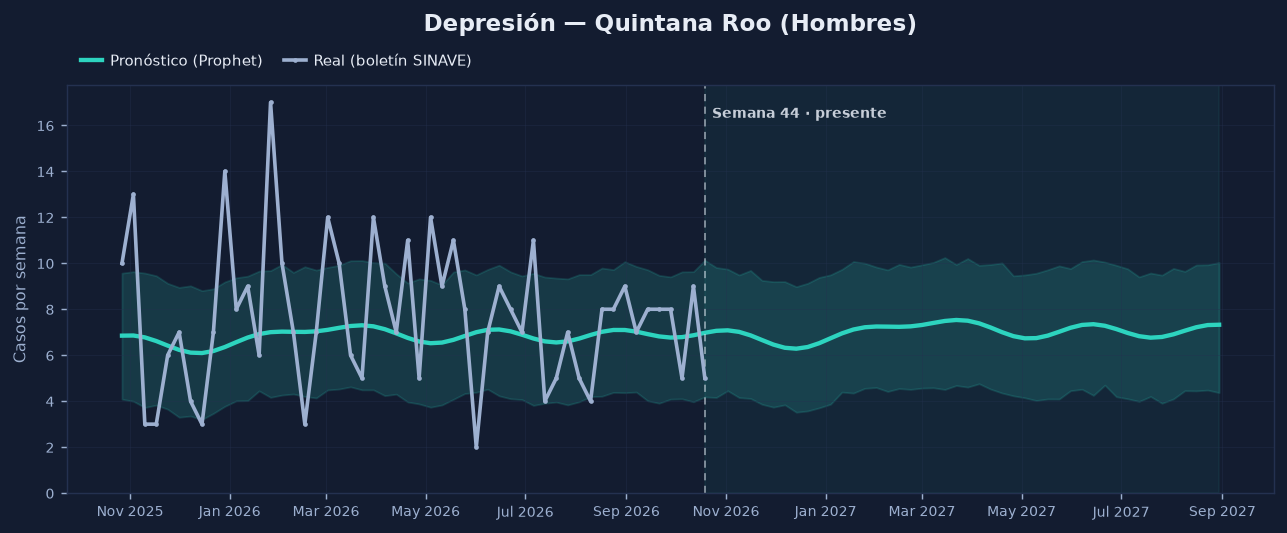 Depresión — Quintana Roo (Hombres)
Pronóstico (Prophet)
Real (boletín SINAVE)
Semana 44 · presente
Casos por semana
16
14
12
10
8
6
4
2
0
Nov 2025
Jan 2026
Mar 2026
May 2026
Jul 2026
Sep 2026
Nov 2026
Jan 2027
Mar 2027
May 2027
Jul 2027
Sep 2027